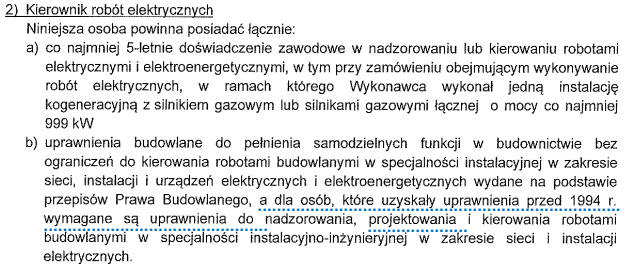 2) Kierownik robót elektrycznych
Niniejsza osoba powinna posiadać łącznie:
a) co najmniej 5-letnie doświadczenie zawodowe w nadzorowaniu lub kierowaniu robotami
elektrycznymi i elektroenergetycznymi, w tym przy zamówieniu obejmującym wykonywanie
robót elektrycznych, w ramach którego Wykonawca wykonał jedną instalację
kogeneracyjną z silnikiem gazowym lub silnikami gazowymi łącznej o mocy co najmniej
999 kW
b) uprawnienia budowlane do pełnienia samodzielnych funkcji w budownictwie bez
ograniczeń do kierowania robotami budowlanymi w specjalności instalacyjnej w zakresie
sieci, instalacji i urządzeń elektrycznych i elektroenergetycznych wydane na podstawie
przepisów Prawa Budowlanego, a dla osób, które uzyskały uprawnienia przed 1994 r.
wymagane są uprawnienia do nadzorowania, projektowania i kierowania robotami
budowlanymi w specjalności instalacyjno-inżynieryjnej w zakresie sieci i instalacji
elektrycznych.